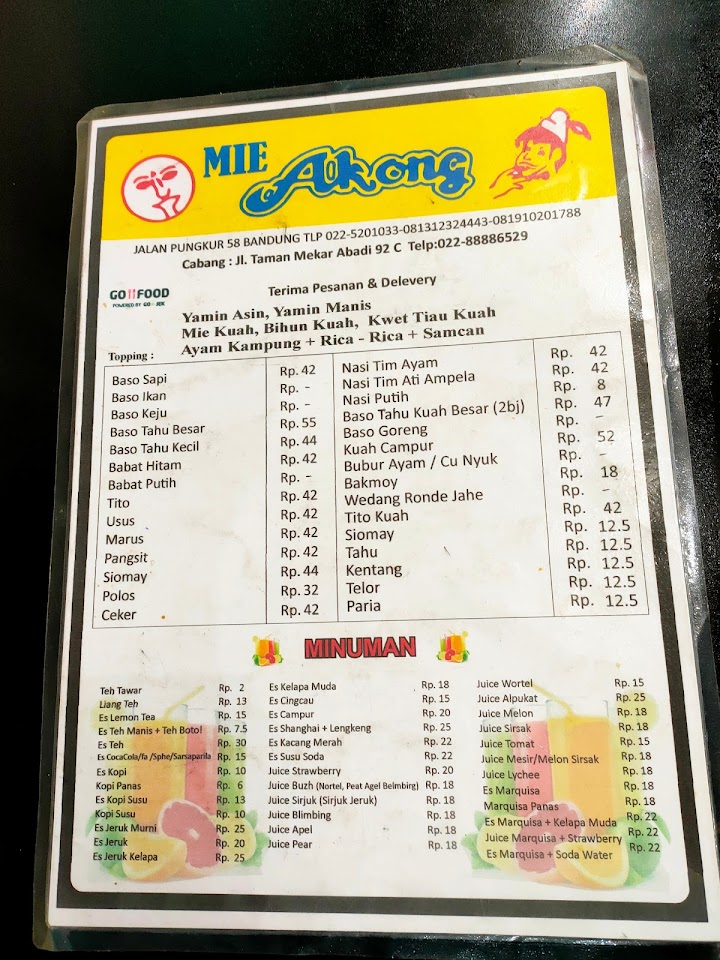 MIE Akong
JALAN PUNGKUR 58 BANDUNG TLP 022-5201033-081312324443-081910201788
Cabang : Jl. Taman Mekar Abadi 92 C Telp:022-88886529
GO FOOD
POWERED BY GO JEK
Terima Pesanan & Delevery
Yamin Asin, Yamin Manis
Mie Kuah, Bihun Kuah, Kwet Tiau Kuah
Topping : Ayam Kampung + Rica - Rica + Samcan
Baso Sapi Rp. 42
Baso Ikan Rp. -
Baso Keju Rp. -
Baso Tahu Besar Rp. 55
Baso Tahu Kecil Rp. 44
Babat Hitam Rp. 42
Babat Putih Rp. -
Tito Rp. 42
Usus Rp. 42
Marus Rp. 42
Pangsit Rp. 42
Siomay Rp. 44
Polos Rp. 32
Ceker Rp. 42
Nasi Tim Ayam Rp. 42
Nasi Tim Ati Ampela Rp. 42
Nasi Putih Rp. 8
Baso Tahu Kuah Besar (2bj) Rp. 47
Baso Goreng Rp. -
Kuah Campur Rp. 52
Bubur Ayam / Cu Nyuk Rp. -
Bakmoy Rp. 18
Wedang Ronde Jahe Rp. -
Tito Kuah Rp. 42
Siomay Rp. 12.5
Tahu Rp. 12.5
Kentang Rp. 12.5
Telor Rp. 12.5
Paria Rp. 12.5
MINUMAN
Teh Tawar Rp. 2
Liang Teh Rp. 13
Es Lemon Tea Rp. 15
Es Teh Manis + Teh Botol Rp. 7.5
Es Teh Rp. 30
Es CocaCola/fa /Sphe/Sarsaparila Rp. 15
Es Kopi Rp. 10
Kopi Panas Rp. 6
Es Kopi Susu Rp. 13
Kopi Susu Rp. 10
Es Jeruk Murni Rp. 25
Es Jeruk Rp. 20
Es Jeruk Kelapa Rp. 25
Es Kelapa Muda Rp. 18
Es Cingcau Rp. 15
Es Campur Rp. 20
Es Shanghai + Lengkeng Rp. 25
Es Kacang Merah Rp. 22
Es Susu Soda Rp. 22
Juice Strawberry Rp. 20
Juice Buzh (Nortel, Peat Agel Belmbirg) Rp. 18
Juice Sirjuk (Sirjuk Jeruk) Rp. 18
Juice Blimbing Rp. 18
Juice Apel Rp. 18
Juice Pear Rp. 18
Juice Wortel Rp. 15
Juice Alpukat Rp. 25
Juice Melon Rp. 18
Juice Sirsak Rp. 18
Juice Tomat Rp. 15
Juice Mesir/Melon Sirsak Rp. 18
Juice Lychee Rp. 18
Es Marquisa Rp. 18
Marquisa Panas Rp. 18
Es Marquisa + Kelapa Muda Rp. 22
Juice Marquisa + Strawberry Rp. 22
Es Marquisa + Soda Water Rp. 22